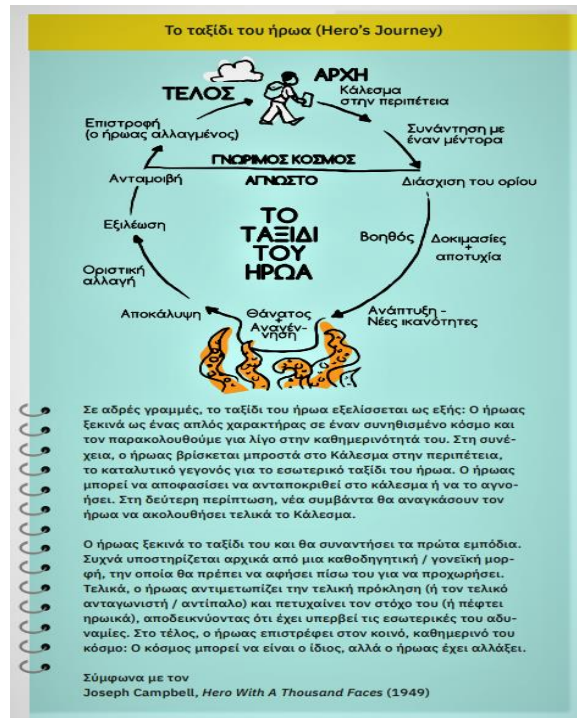 Το ταξίδι του ήρωα (Hero's Journey)
ΤΕΛΟΣ
ΑΡΧΗ
Κάλεσμα
στην περιπέτεια
Συνάντηση με
έναν μέντορα
Επιστροφή
(ο ήρωας αλλαγμένος)
ΓΝΩΡΙΜΟΣ ΚΟΣΜΟΣ
ΑΓΝΩΣΤΟ
Ανταμοιβή
Διάσχιση του ορίου
Εξιλέωση
ΤΟ
ΤΑΞΙΔΙ
ΤΟΥ
ΗΡΩΑ
Βοηθός
Δοκιμασίες
+
αποτυχία
Οριστική
αλλαγή
Αποκάλυψη
Θάνατος
+
Αναγέν-
νηση
Ανάπτυξη -
Νέες ικανότητες
Σε αδρές γραμμές, το ταξίδι του ήρωα εξελίσσεται ως εξής: Ο ήρωας
ξεκινά ως ένας απλός χαρακτήρας σε έναν συνηθισμένο κόσμο και
τον παρακολουθούμε για λίγο στην καθημερινότητά του. Στη συνέ-
χεια, ο ήρωας βρίσκεται μπροστά στο Κάλεσμα στην περιπέτεια,
το καταλυτικό γεγονός για το εσωτερικό ταξίδι του ήρωα. Ο ήρωας
μπορεί να αποφασίσει να ανταποκριθεί στο κάλεσμα ή να το αγνο-
ήσει. Στη δεύτερη περίπτωση, νέα συμβάντα θα αναγκάσουν τον
ήρωα να ακολουθήσει τελικά το Κάλεσμα.
Ο ήρωας ξεκινά το ταξίδι του και θα συναντήσει τα πρώτα εμπόδια.
Συχνά υποστηρίζεται αρχικά από μια καθοδηγητική / γονεϊκή μορ-
φή, την οποία θα πρέπει να αφήσει πίσω του για να προχωρήσει.
Τελικά, ο ήρωας αντιμετωπίζει την τελική πρόκληση (ή τον τελικό
ανταγωνιστή / αντίπαλο) και πετυχαίνει τον στόχο του (ή πέφτει
ηρωικά), αποδεικνύοντας ότι έχει υπερβεί τις εσωτερικές του αδυ-
ναμίες. Στο τέλος, ο ήρωας επιστρέφει στον κοινό, καθημερινό του
κόσμο: Ο κόσμος μπορεί να είναι ο ίδιος, αλλά ο ήρωας έχει αλλάξει.
Σύμφωνα με τον
Joseph Campbell, Hero With A Thousand Faces (1949)